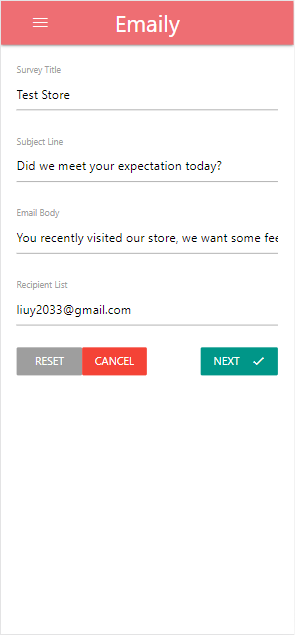 Emaily
Survey Title
Test Store
Subject Line
Did we meet your expectation today?
Email Body
You recently visited our store, we want some fee
Recipient List
liuy2033@gmail.com
RESET CANCEL NEXT